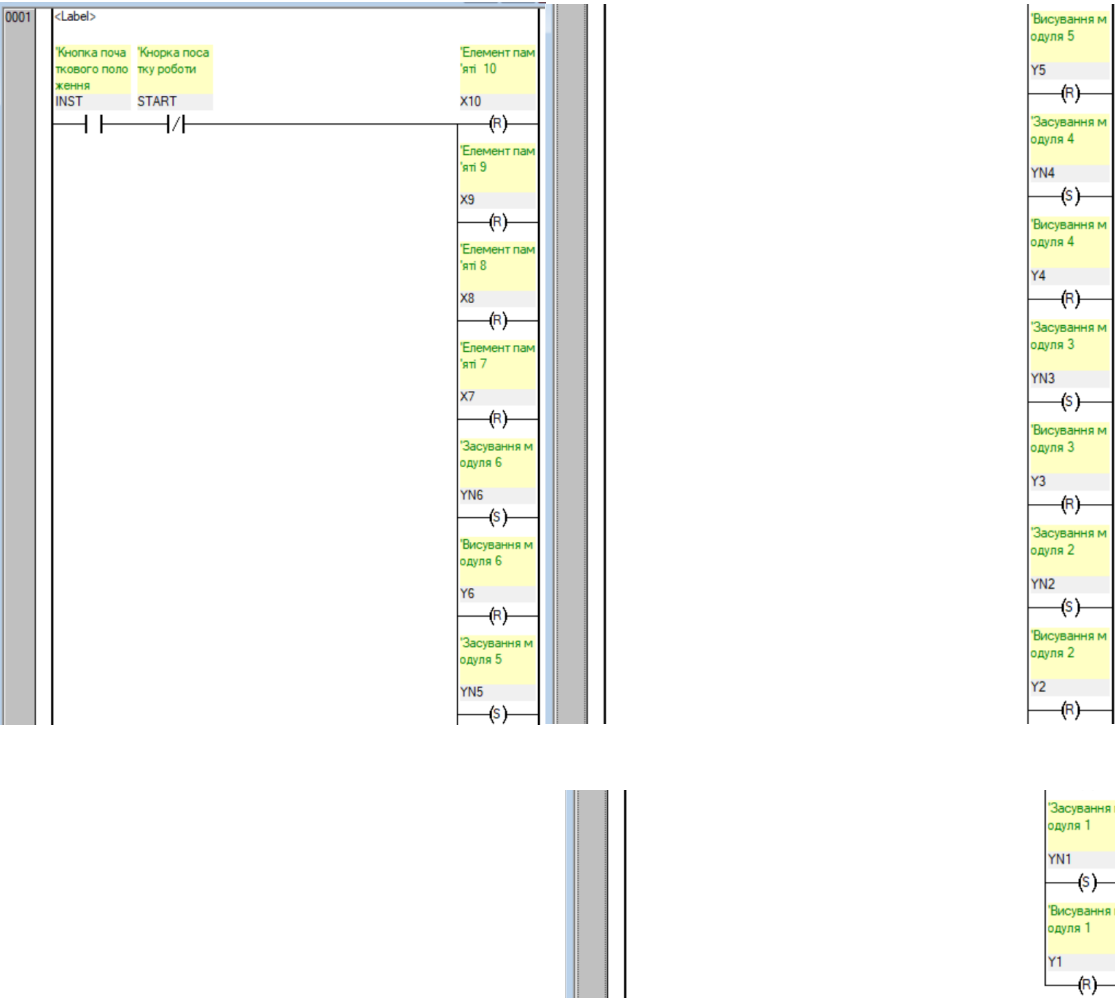 0001
<Label>
'Кнопка поча
ткового поло
ження
INST
'Кнорка поса
тку роботи
START
'Елемент пам
'яті 10
X10
(R)
'Елемент пам
'яті 9
X9
(R)
'Елемент пам
'яті 8
X8
(R)
'Елемент пам
'яті 7
X7
(R)
'Засування м
одуля 6
YN6
(S)
'Висування м
одуля 6
Y6
(R)
'Засування м
одуля 5
YN5
(S)
'Висування м
одуля 5
Y5
(R)
'Засування м
одуля 4
YN4
(S)
'Висування м
одуля 4
Y4
(R)
'Засування м
одуля 3
YN3
(S)
'Висування м
одуля 3
Y3
(R)
'Засування м
одуля 2
YN2
(S)
'Висування м
одуля 2
Y2
(R)
'Засування
одуля 1
YN1
(S)
'Висування
одуля 1
Y1
(R)